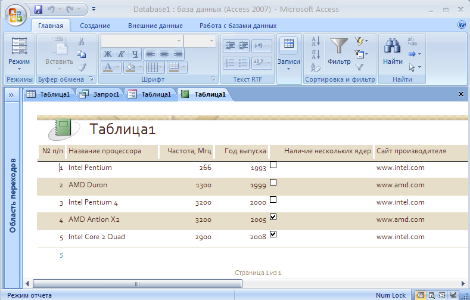 Database1 : база данных (Access 2007) - Microsoft Access
Главная Создание Внешние данные Работа с базами данных
Режим Вставить Записи Фильтр Найти
Ж К Ч
Режимы Буфер обмена Шрифт Текст RTF Сортировка и фильтр Найти
Таблица1 Запрос1 Таблица1 Таблица1
Область переходов
Таблица1
№ п/п Название процессора Частота, Мгц Год выпуска Наличие нескольких ядер Сайт производителя
1 Intel Pentium 266 1993 www.intel.com
2 AMD Duron 1300 1999 www.amd.com
3 Intel Pentium 4 3200 2000 www.intel.com
4 AMD Antlon X2 3200 2005 www.amd.com
5 Intel Core 2 Quad 2900 2008 www.intel.com
5
Страница 1 из 1
Режим отчета Num Lock